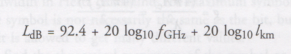 L_dB = 92.4 + 20 log₁₀ f_GHz + 20 log₁₀ l_km